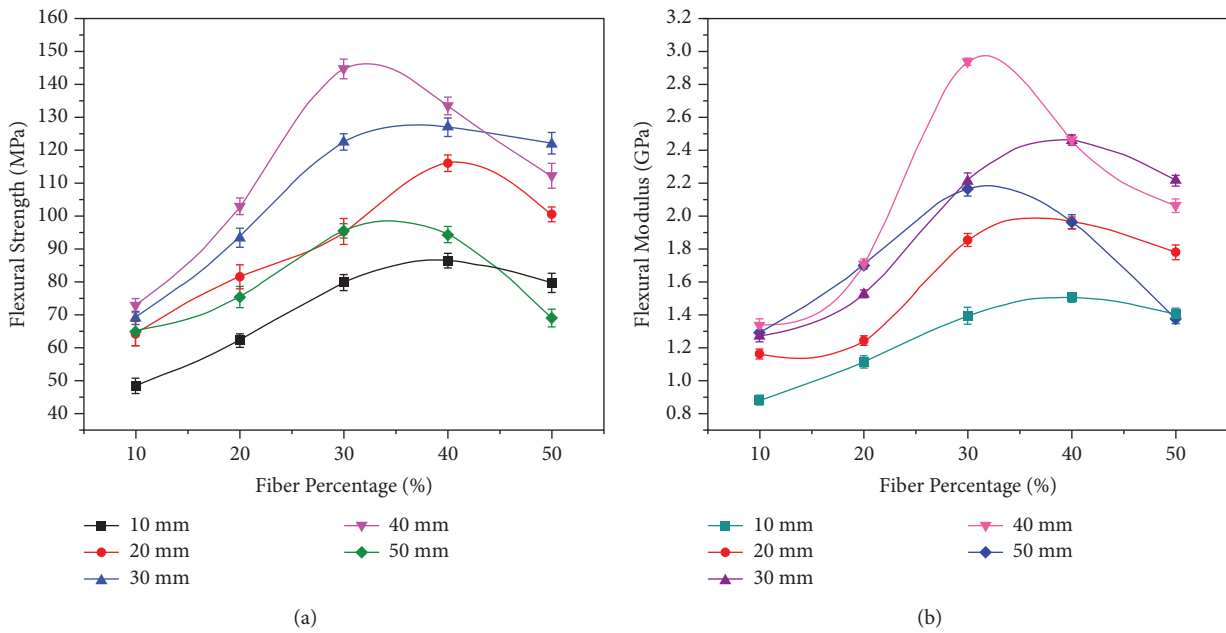 160
150
140
130
120
110
100
90
80
70
60
50
40
Flexural Strength (MPa)
10 20 30 40 50
Fiber Percentage (%)
10 mm
20 mm
30 mm
40 mm
50 mm
(a)
3.2
3.0
2.8
2.6
2.4
2.2
2.0
1.8
1.6
1.4
1.2
1.0
0.8
Flexural Modulus (GPa)
10 20 30 40 50
Fiber Percentage (%)
10 mm
20 mm
30 mm
40 mm
50 mm
(b)